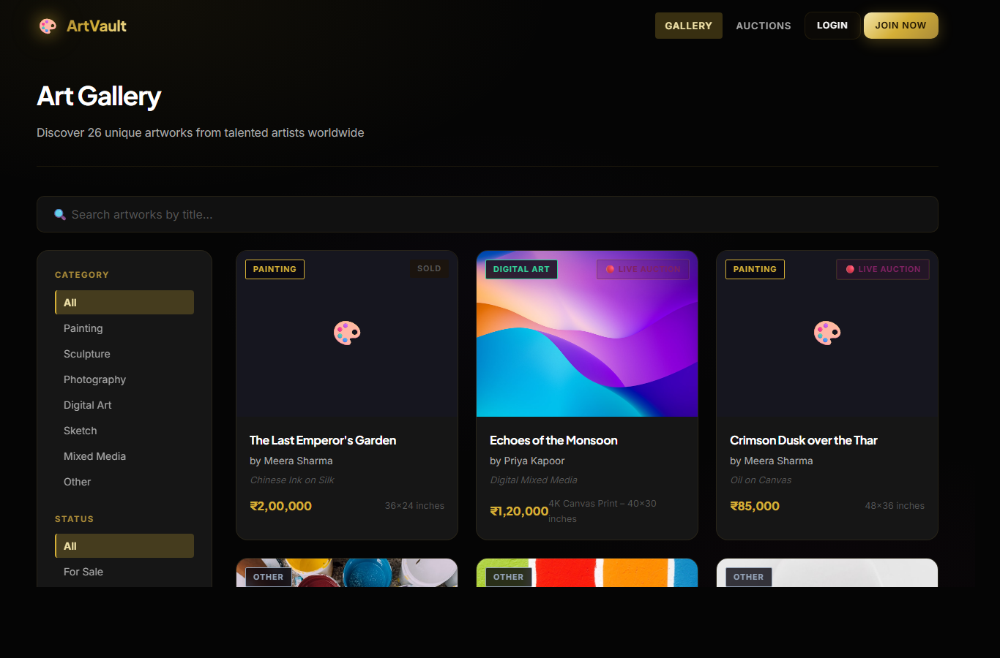 ArtVault
GALLERY
AUCTIONS
LOGIN
JOIN NOW
Art Gallery
Discover 26 unique artworks from talented artists worldwide
Search artworks by title...
CATEGORY
All
Painting
Sculpture
Photography
Digital Art
Sketch
Mixed Media
Other
STATUS
All
For Sale
PAINTING
SOLD
The Last Emperor's Garden
by Meera Sharma
Chinese Ink on Silk
₹2,00,000
36×24 inches
DIGITAL ART
LIVE AUCTION
Echoes of the Monsoon
by Priya Kapoor
Digital Mixed Media
₹1,20,000
4K Canvas Print – 40×30
inches
PAINTING
LIVE AUCTION
Crimson Dusk over the Thar
by Meera Sharma
Oil on Canvas
₹85,000
48×36 inches
OTHER
OTHER
OTHER